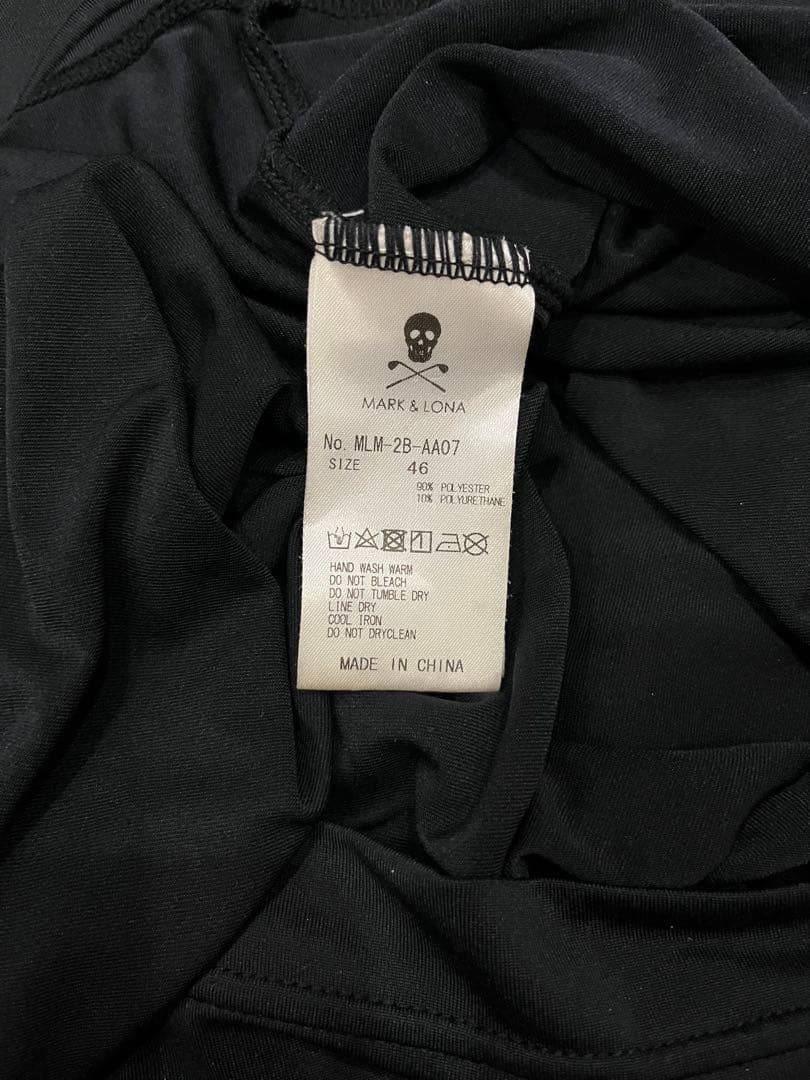 MARK & LONA
No. MLM-2B-AA07
SIZE 46
90% POLYESTER
10% POLYURETHANE
HAND WASH WARM
DO NOT BLEACH
DO NOT TUMBLE DRY
LINE DRY
COOL IRON
DO NOT DRYCLEAN
MADE IN CHINA